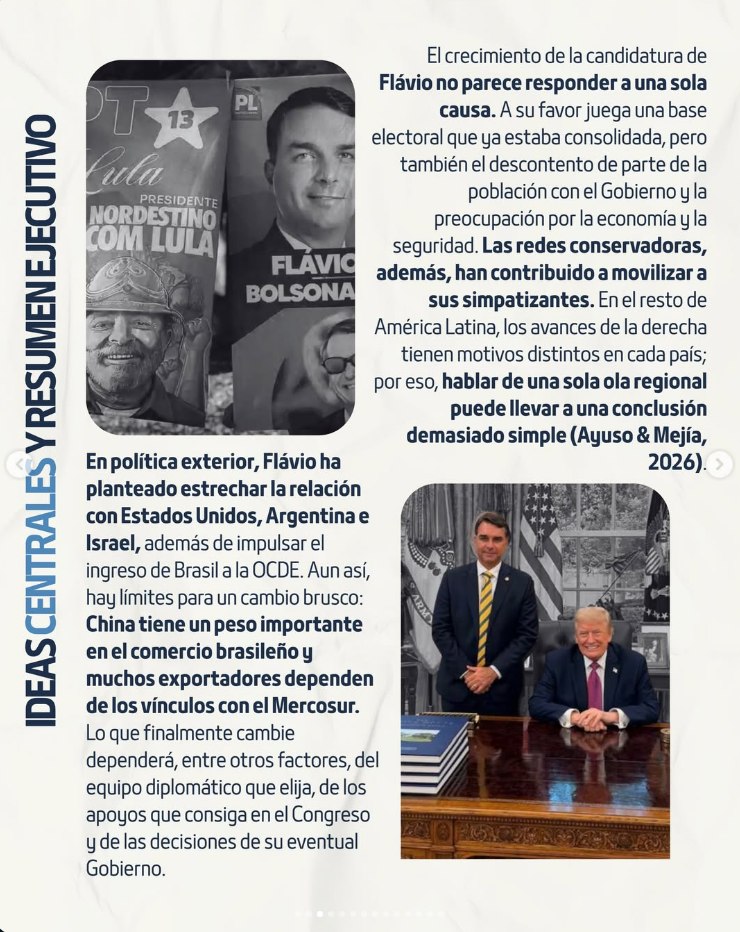 IDEAS CENTRALES Y RESUMEN EJECUTIVO
PT
13
Lula
PRESIDENTE
NORDESTINO
COM LULA
PL
FLÁVIO
BOLSONA
El crecimiento de la candidatura de
Flávio no parece responder a una sola
causa. A su favor juega una base
electoral que ya estaba consolidada, pero
también el descontento de parte de la
población con el Gobierno y la
preocupación por la economía y la
seguridad. Las redes conservadoras,
además, han contribuido a movilizar a
sus simpatizantes. En el resto de
América Latina, los avances de la derecha
tienen motivos distintos en cada país;
por eso, hablar de una sola ola regional
puede llevar a una conclusión
demasiado simple (Ayuso & Mejía,
2026).
En política exterior, Flávio ha
planteado estrechar la relación
con Estados Unidos, Argentina e
Israel, además de impulsar el
ingreso de Brasil a la OCDE. Aun así,
hay límites para un cambio brusco:
China tiene un peso importante
en el comercio brasileño y
muchos exportadores dependen
de los vínculos con el Mercosur.
Lo que finalmente cambie
dependerá, entre otros factores, del
equipo diplomático que elija, de los
apoyos que consiga en el Congreso
y de las decisiones de su eventual
Gobierno.